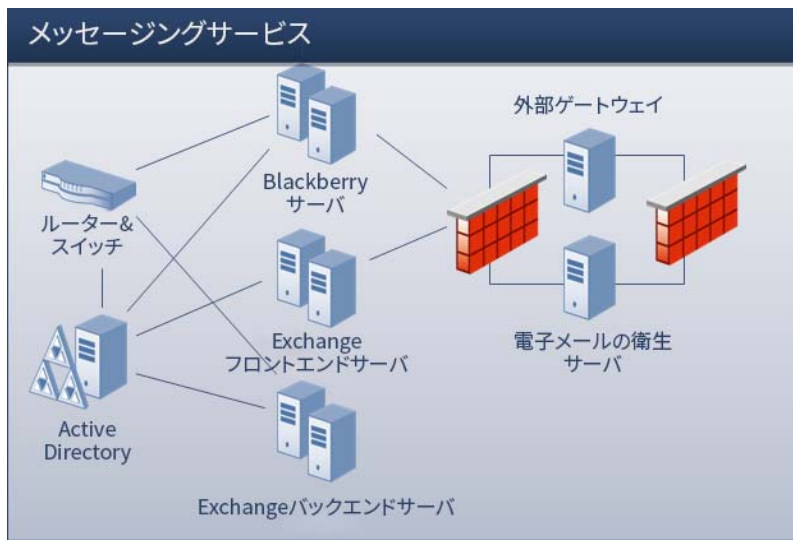 メッセージングサービス
外部ゲートウェイ
Blackberry
サーバ
ルーター&
スイッチ
Exchange
フロントエンドサーバ
電子メールの衛生
サーバ
Active
Directory
Exchangeバックエンドサーバ